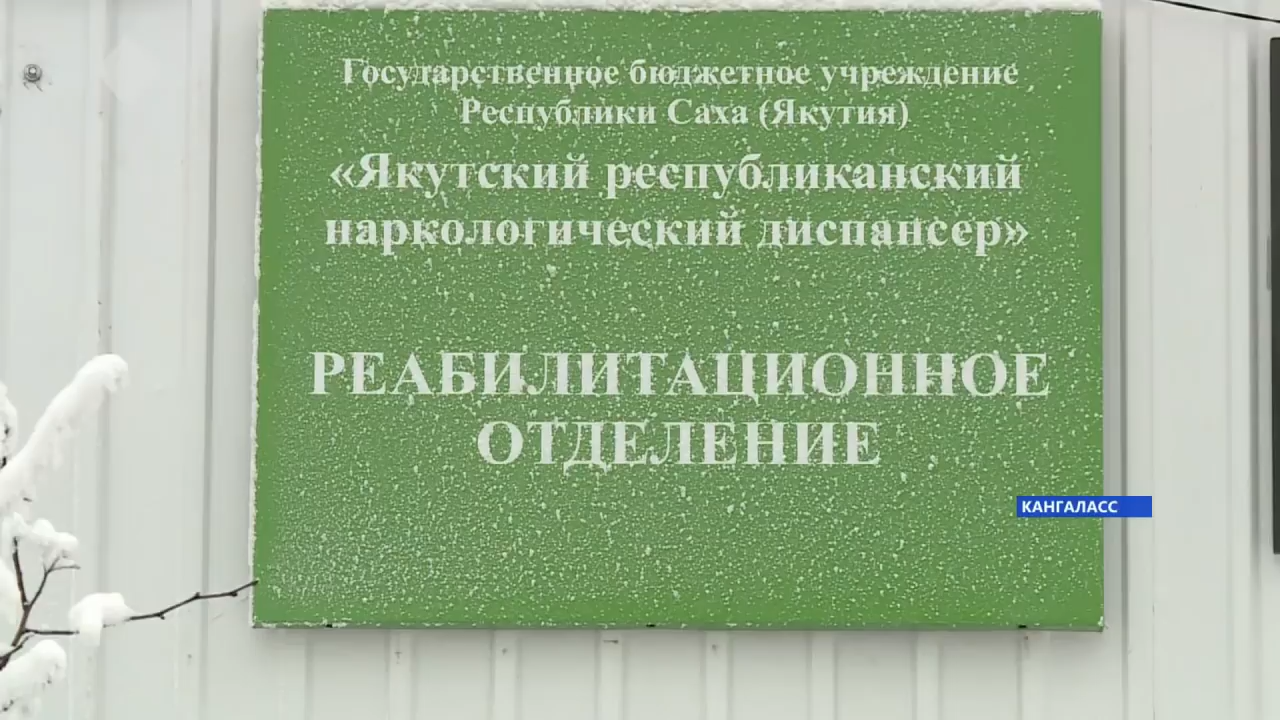 Государственное бюджетное учреждение
Республики Саха (Якутия)
«Якутский республиканский
наркологический диспансер»
РЕАБИЛИТАЦИОННОЕ
ОТДЕЛЕНИЕ
КАНГАЛАСС